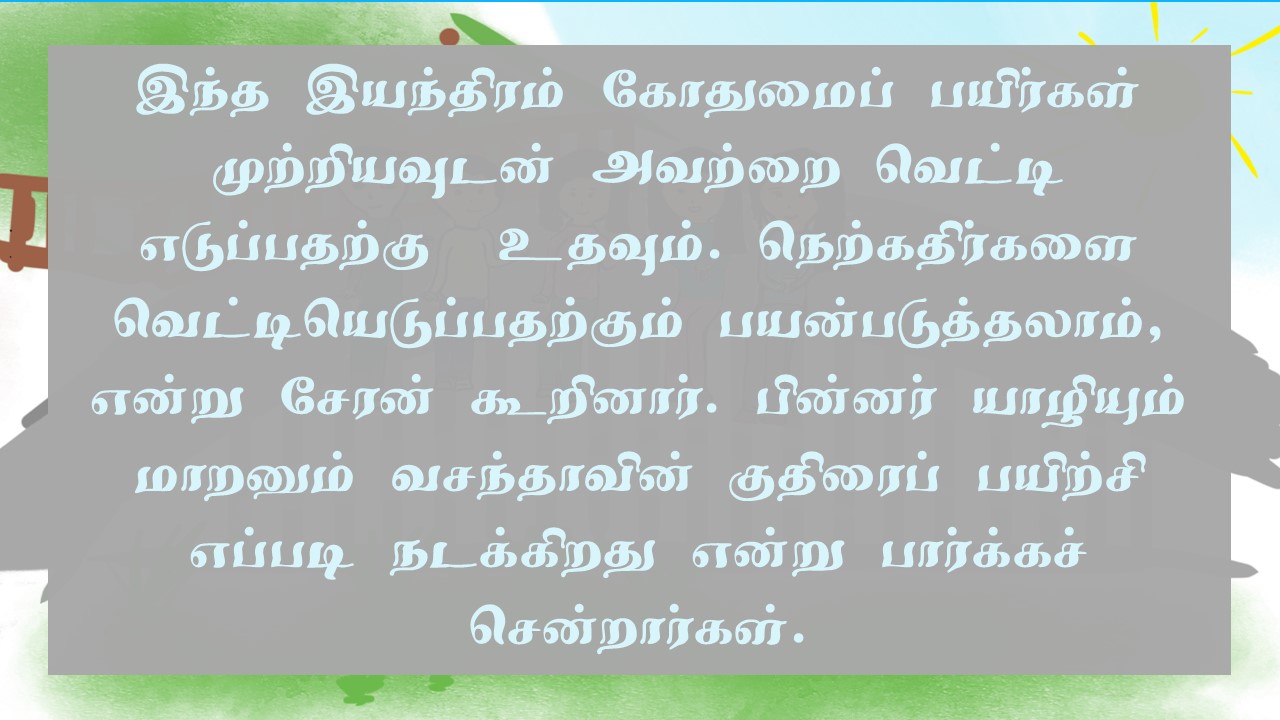 இந்த இயந்திரம் கோதுமைப் பயிர்கள்
முற்றியவுடன் அவற்றை வெட்டி
எடுப்பதற்கு உதவும். நெற்கதிர்களை
வெட்டியெடுப்பதற்கும் பயன்படுத்தலாம்,
என்று சேரன் கூறினார். பின்னர் யாழியும்
மாறனும் வசந்தாவின் குதிரைப் பயிற்சி
எப்படி நடக்கிறது என்று பார்க்கச்
சென்றார்கள்.